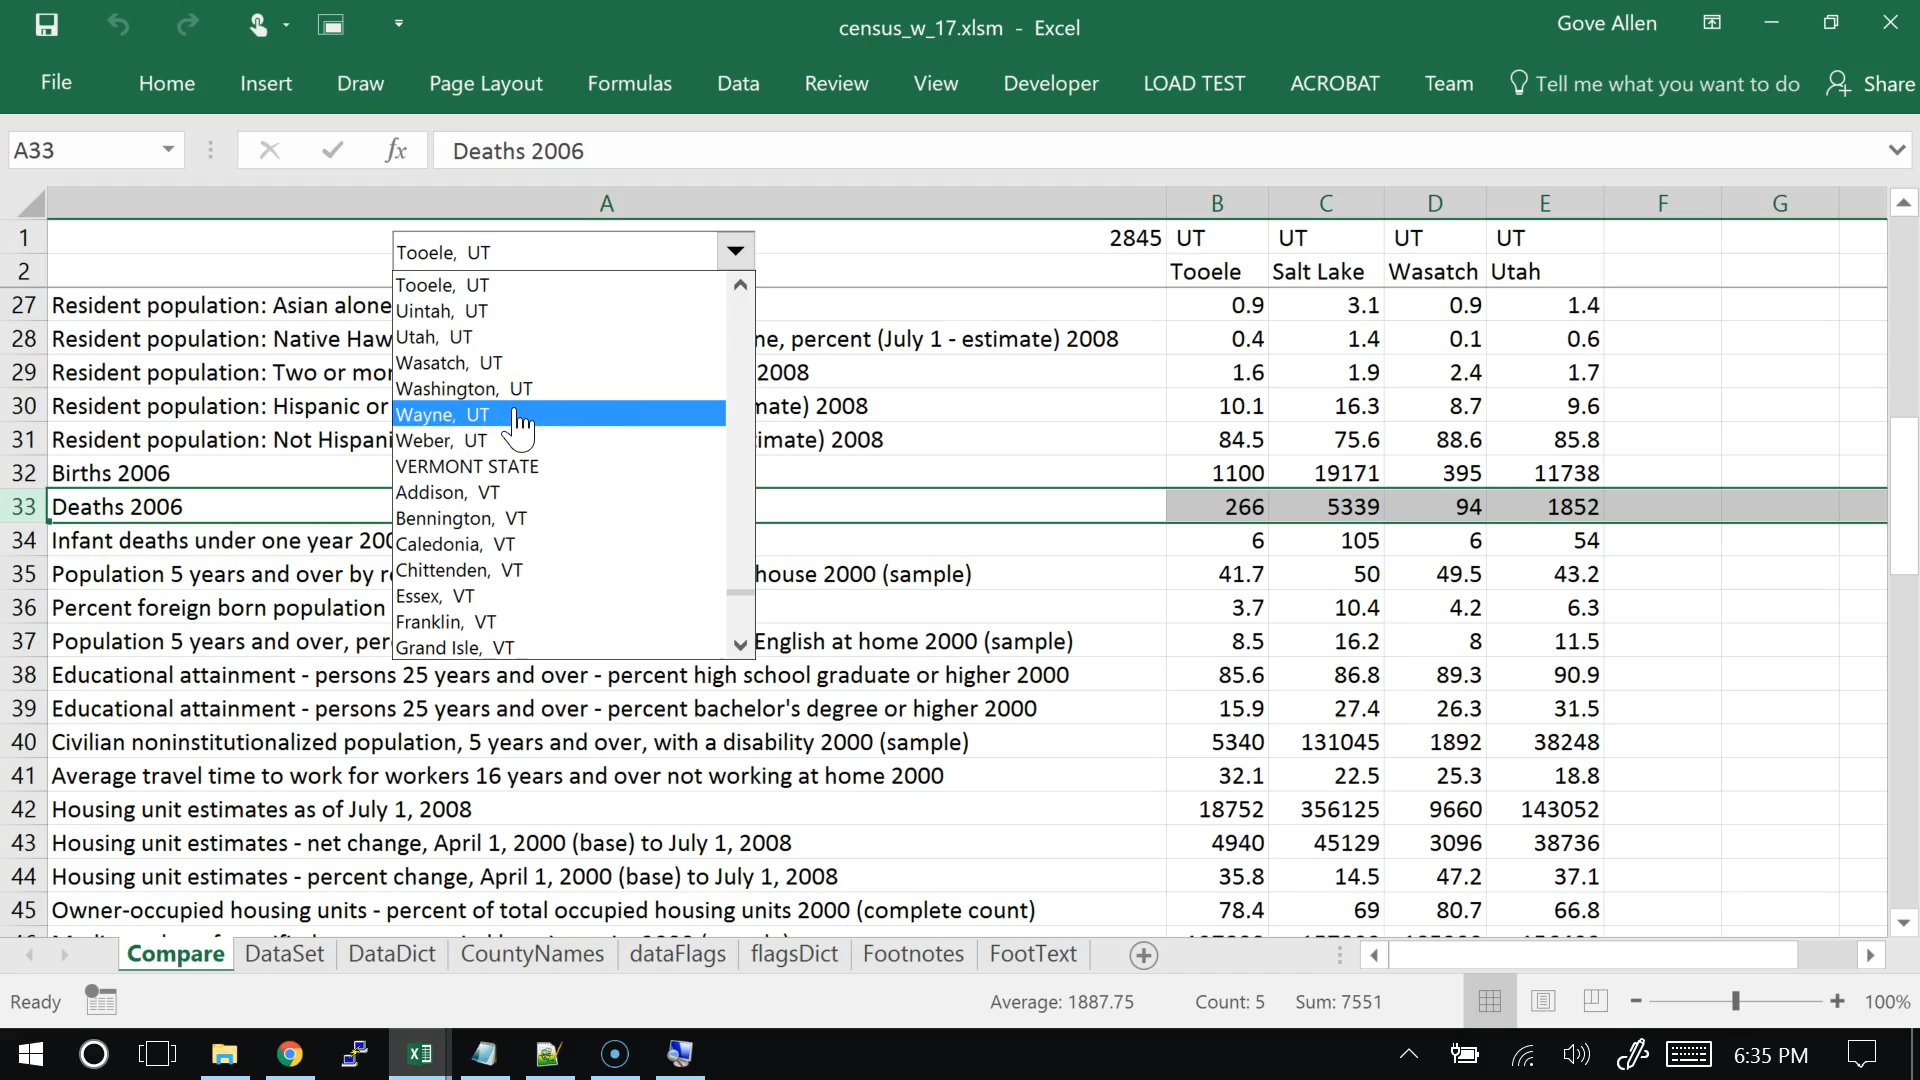 census_w_17.xlsm - Excel
Gove Allen
File Home Insert Draw Page Layout Formulas Data Review View Developer LOAD TEST ACROBAT Team Tell me what you want to do Share
A33 fx Deaths 2006
A B C D E F G
1 2845 UT UT UT UT
2 Tooele Salt Lake Wasatch Utah
27 Resident population: Asian alone 0.9 3.1 0.9 1.4
28 Resident population: Native Haw ne, percent (July 1 - estimate) 2008 0.4 1.4 0.1 0.6
29 Resident population: Two or mor 2008 1.6 1.9 2.4 1.7
30 Resident population: Hispanic or mate) 2008 10.1 16.3 8.7 9.6
31 Resident population: Not Hispani timate) 2008 84.5 75.6 88.6 85.8
32 Births 2006 1100 19171 395 11738
33 Deaths 2006 266 5339 94 1852
34 Infant deaths under one year 200 6 105 6 54
35 Population 5 years and over by r house 2000 (sample) 41.7 50 49.5 43.2
36 Percent foreign born population 3.7 10.4 4.2 6.3
37 Population 5 years and over, per English at home 2000 (sample) 8.5 16.2 8 11.5
38 Educational attainment - persons 25 years and over - percent high school graduate or higher 2000 85.6 86.8 89.3 90.9
39 Educational attainment - persons 25 years and over - percent bachelor's degree or higher 2000 15.9 27.4 26.3 31.5
40 Civilian noninstitutionalized population, 5 years and over, with a disability 2000 (sample) 5340 131045 1892 38248
41 Average travel time to work for workers 16 years and over not working at home 2000 32.1 22.5 25.3 18.8
42 Housing unit estimates as of July 1, 2008 18752 356125 9660 143052
43 Housing unit estimates - net change, April 1, 2000 (base) to July 1, 2008 4940 45129 3096 38736
44 Housing unit estimates - percent change, April 1, 2000 (base) to July 1, 2008 35.8 14.5 47.2 37.1
45 Owner-occupied housing units - percent of total occupied housing units 2000 (complete count) 78.4 69 80.7 66.8
Tooele, UT
Tooele, UT
Uintah, UT
Utah, UT
Wasatch, UT
Washington, UT
Wayne, UT
Weber, UT
VERMONT STATE
Addison, VT
Bennington, VT
Caledonia, VT
Chittenden, VT
Essex, VT
Franklin, VT
Grand Isle, VT
Compare DataSet DataDict CountyNames dataFlags flagsDict Footnotes FootText
Ready Average: 1887.75 Count: 5 Sum: 7551 100%
6:35 PM